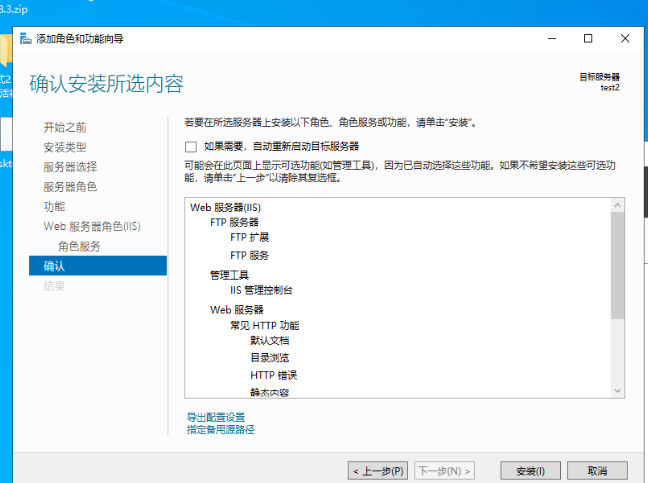 3.3.zip
添加角色和功能向导
确认安装所选内容
目标服务器
test2
开始之前
安装类型
服务器选择
服务器角色
功能
Web 服务器角色(IIS)
角色服务
确认
结果
若要在所选服务器上安装以下角色、角色服务或功能，请单击“安装”。
如果需要，自动重新启动目标服务器
可能会在此页面上显示可选功能(如管理工具)，因为已自动选择这些功能。如果不希望安装这些可选功
能，请单击“上一步”以清除其复选框。
Web 服务器(IIS)
FTP 服务器
FTP 扩展
FTP 服务
管理工具
IIS 管理控制台
Web 服务器
常见 HTTP 功能
默认文档
目录浏览
HTTP 错误
静态内容
导出配置设置
指定备用源路径
< 上一步(P)
下一步(N) >
安装(I)
取消